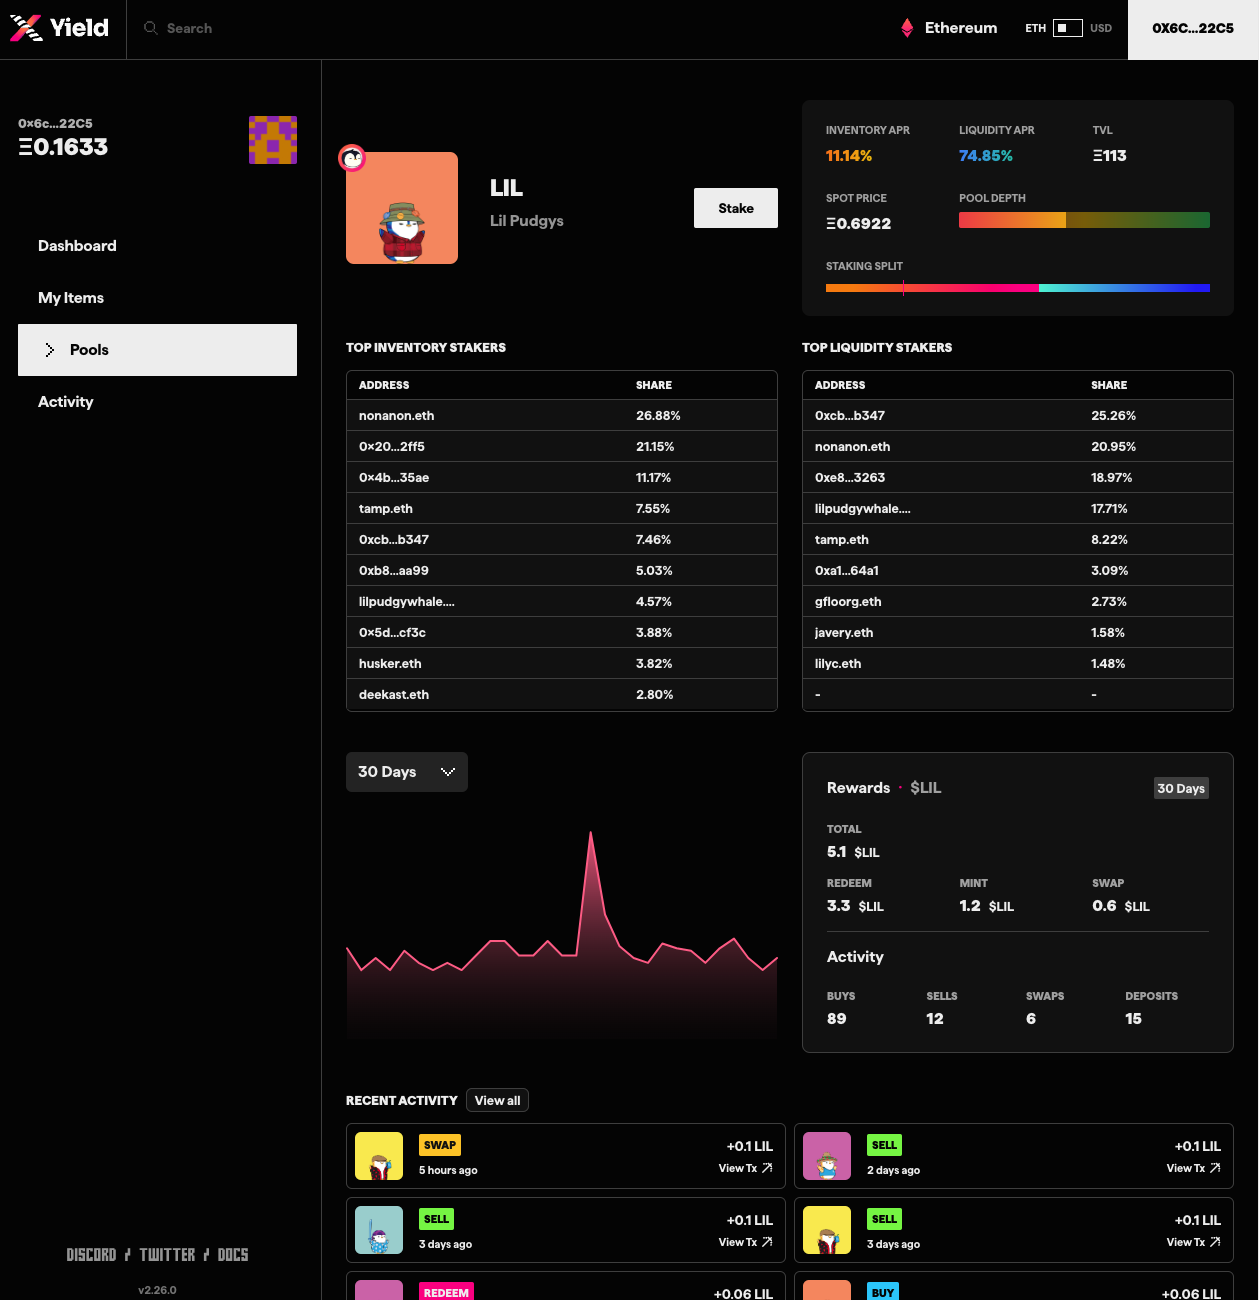 Yield
Search
Ethereum
ETH
USD
0X6C...22C5
0x6c...22C5
Ξ0.1633
Dashboard
My Items
Pools
Activity
DISCORD / TWITTER / DOCS
v2.26.0
LIL
Lil Pudgys
Stake
INVENTORY APR
LIQUIDITY APR
TVL
11.14%
74.85%
Ξ113
SPOT PRICE
POOL DEPTH
Ξ0.6922
STAKING SPLIT
TOP INVENTORY STAKERS
ADDRESS SHARE
nonanon.eth 26.88%
0x20...2ff5 21.15%
0x4b...35ae 11.17%
tamp.eth 7.55%
0xcb...b347 7.46%
0xb8...aa99 5.03%
lilpudgywhale.... 4.57%
0x5d...cf3c 3.88%
husker.eth 3.82%
deekast.eth 2.80%
TOP LIQUIDITY STAKERS
ADDRESS SHARE
0xcb...b347 25.26%
nonanon.eth 20.95%
0xe8...3263 18.97%
lilpudgywhale.... 17.71%
tamp.eth 8.22%
0xa1...64a1 3.09%
gfloorg.eth 2.73%
javery.eth 1.58%
lilyc.eth 1.48%
- -
30 Days
Rewards · $LIL
30 Days
TOTAL
5.1 $LIL
REDEEM MINT SWAP
3.3 $LIL 1.2 $LIL 0.6 $LIL
Activity
BUYS SELLS SWAPS DEPOSITS
89 12 6 15
RECENT ACTIVITY
View all
SWAP
+0.1 LIL
5 hours ago
View Tx
SELL
+0.1 LIL
2 days ago
View Tx
SELL
+0.1 LIL
3 days ago
View Tx
SELL
+0.1 LIL
3 days ago
View Tx
REDEEM
+0.06 LIL
BUY
+0.06 LIL